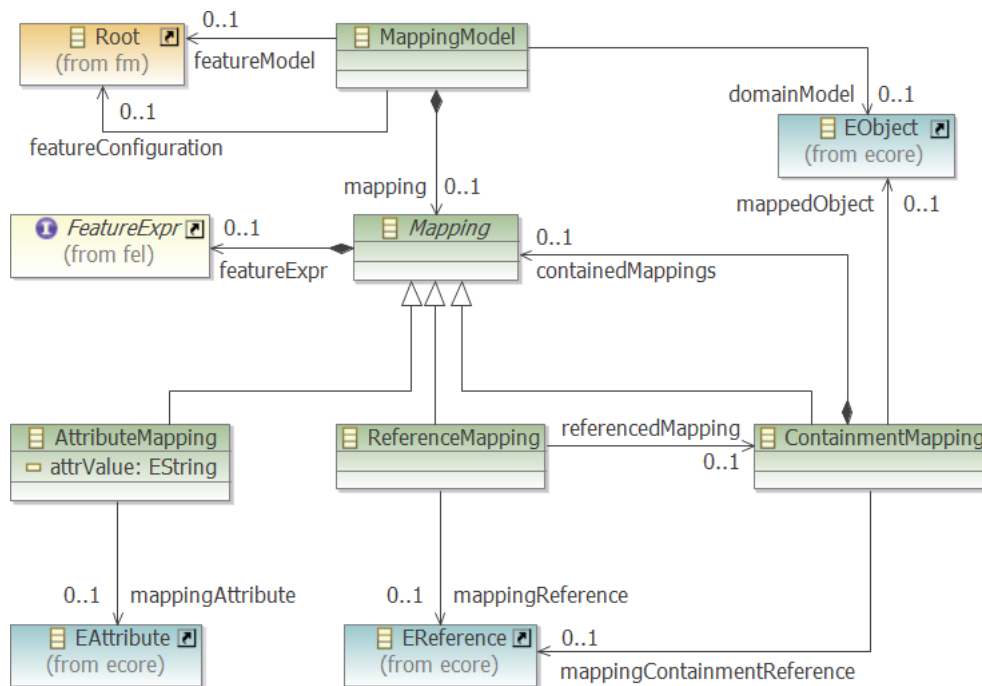 Root
(from fm)
0..1
featureModel
MappingModel
0..1
featureConfiguration
domainModel
0..1
EObject
(from ecore)
mapping
0..1
mappedObject
0..1
FeatureExpr
(from fel)
0..1
featureExpr
Mapping
0..1
containedMappings
AttributeMapping
attrValue: EString
ReferenceMapping
referencedMapping
0..1
ContainmentMapping
0..1
mappingAttribute
0..1
mappingReference
EAttribute
(from ecore)
EReference
(from ecore)
0..1
mappingContainmentReference